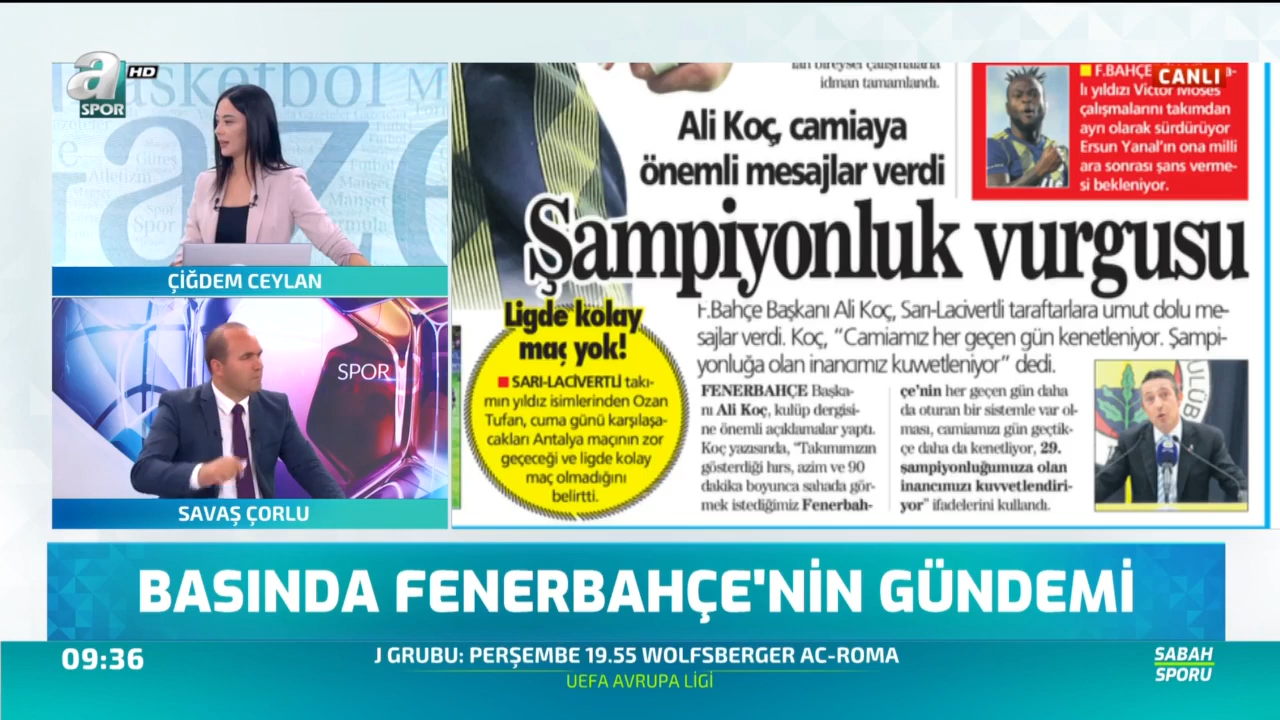 a
HD
SPOR
Basketbol
aze
Güreş
Atletizm
Spor
Manşet
ÇİĞDEM CEYLAN
SPOR
SAVAŞ ÇORLU
idman tamamlandı.
Ali Koç, camiaya
önemli mesajlar verdi
Şampiyonluk vurgusu
CANLI
F.BAHÇE
lı yıldızı Victor Moses
çalışmalarını takımdan
ayrı olarak sürdürüyor
Ersun Yanal'ın ona milli
ara sonrası şans verme-
si bekleniyor.
Ligde kolay
maç yok!
SARI-LACİVERTLİ takı-
mın yıldız isimlerinden Ozan
Tufan, cuma günü karşılaşa-
cakları Antalya maçının zor
geçeceği ve ligde kolay
maç olmadığını
belirtti.
F.Bahçe Başkanı Ali Koç, Sarı-Lacivertli taraftarlara umut dolu me-
sajlar verdi. Koç, “Camiamız her geçen gün kenetleniyor. Şampi-
yonluğa olan inancımız kuvvetleniyor” dedi.
FENERBAHÇE Başka-
nı Ali Koç, kulüp dergisi-
ne önemli açıklamalar yaptı.
Koç yazısında, “Takımımızın
gösterdiği hırs, azim ve 90
dakika boyunca sahada gör-
mek istediğimiz Fenerbah-
çe'nin her geçen gün daha
da oturan bir sistemle var ol-
ması, camiamızı gün geçtik-
çe daha da kenetliyor, 29.
şampiyonluğumuza olan
inancımızı kuvvetlendiri-
yor” ifadelerini kullandı.
BASINDA FENERBAHÇE'NİN GÜNDEMİ
09:36
J GRUBU: PERŞEMBE 19.55 WOLFSBERGER AC-ROMA
UEFA AVRUPA LİGİ
SABAH
SPORU